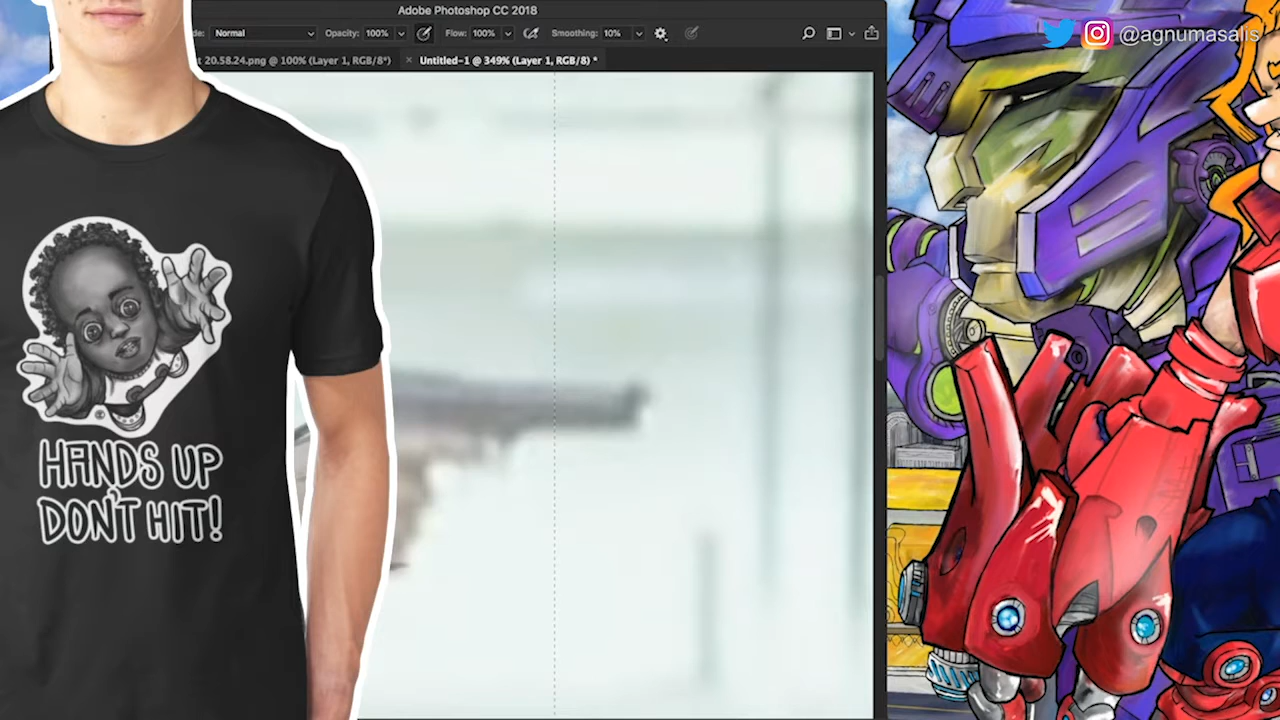 Adobe Photoshop CC 2018
de: Normal Opacity: 100% Flow: 100% Smoothing: 10%
@agnumasalis
t 20.58.24.png @ 100% (Layer 1, RGB/8*) × Untitled-1 @ 349% (Layer 1, RGB/8) *
HANDS UP
DON'T HIT!